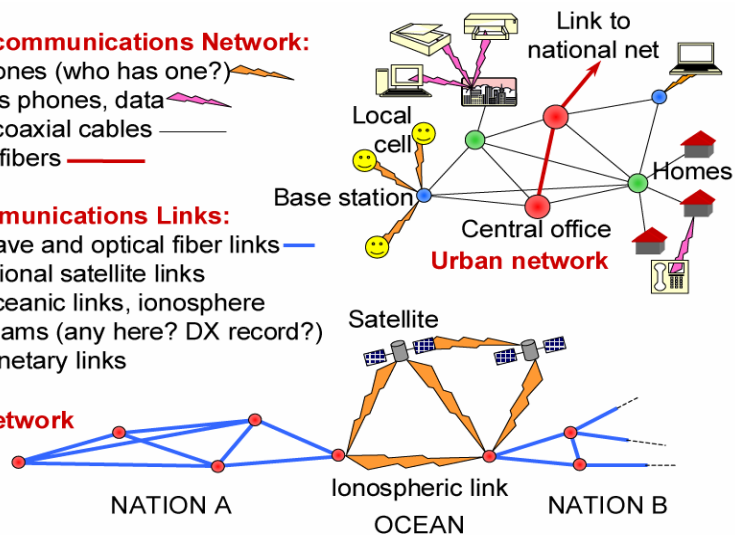 communications Network:
ones (who has one?)
s phones, data
coaxial cables
fibers
munications Links:
ave and optical fiber links
ional satellite links
ceanic links, ionosphere
ams (any here? DX record?)
netary links
etwork
Link to
national net
Local
cell
Base station
Homes
Central office
Urban network
Satellite
Ionospheric link
NATION A
OCEAN
NATION B